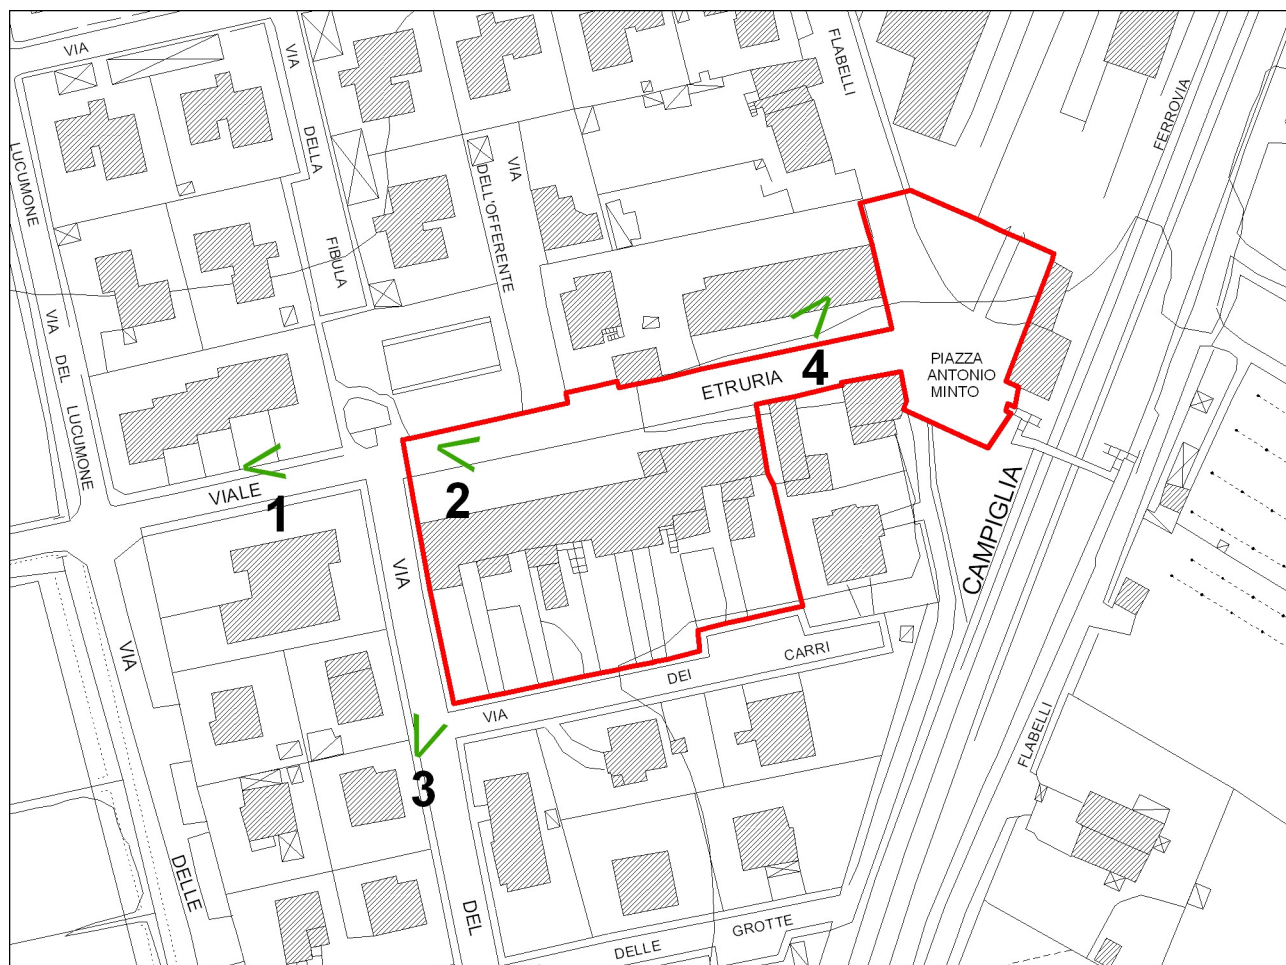 VIA
VIA
FLABELLI
FERROVIA
DELLA
LUCUMONE
VIA
DELL'OFFERENTE
FIBULA
VIA
DEL
LUCUMONE
PIAZZA
ANTONIO
MINTO
ETRURIA
4
VIALE
1
2
CAMPIGLIA
VIA
VIA
CARRI
DEI
VIA
FLABELLI
3
DELLE
DEL
GROTTE
DELLE